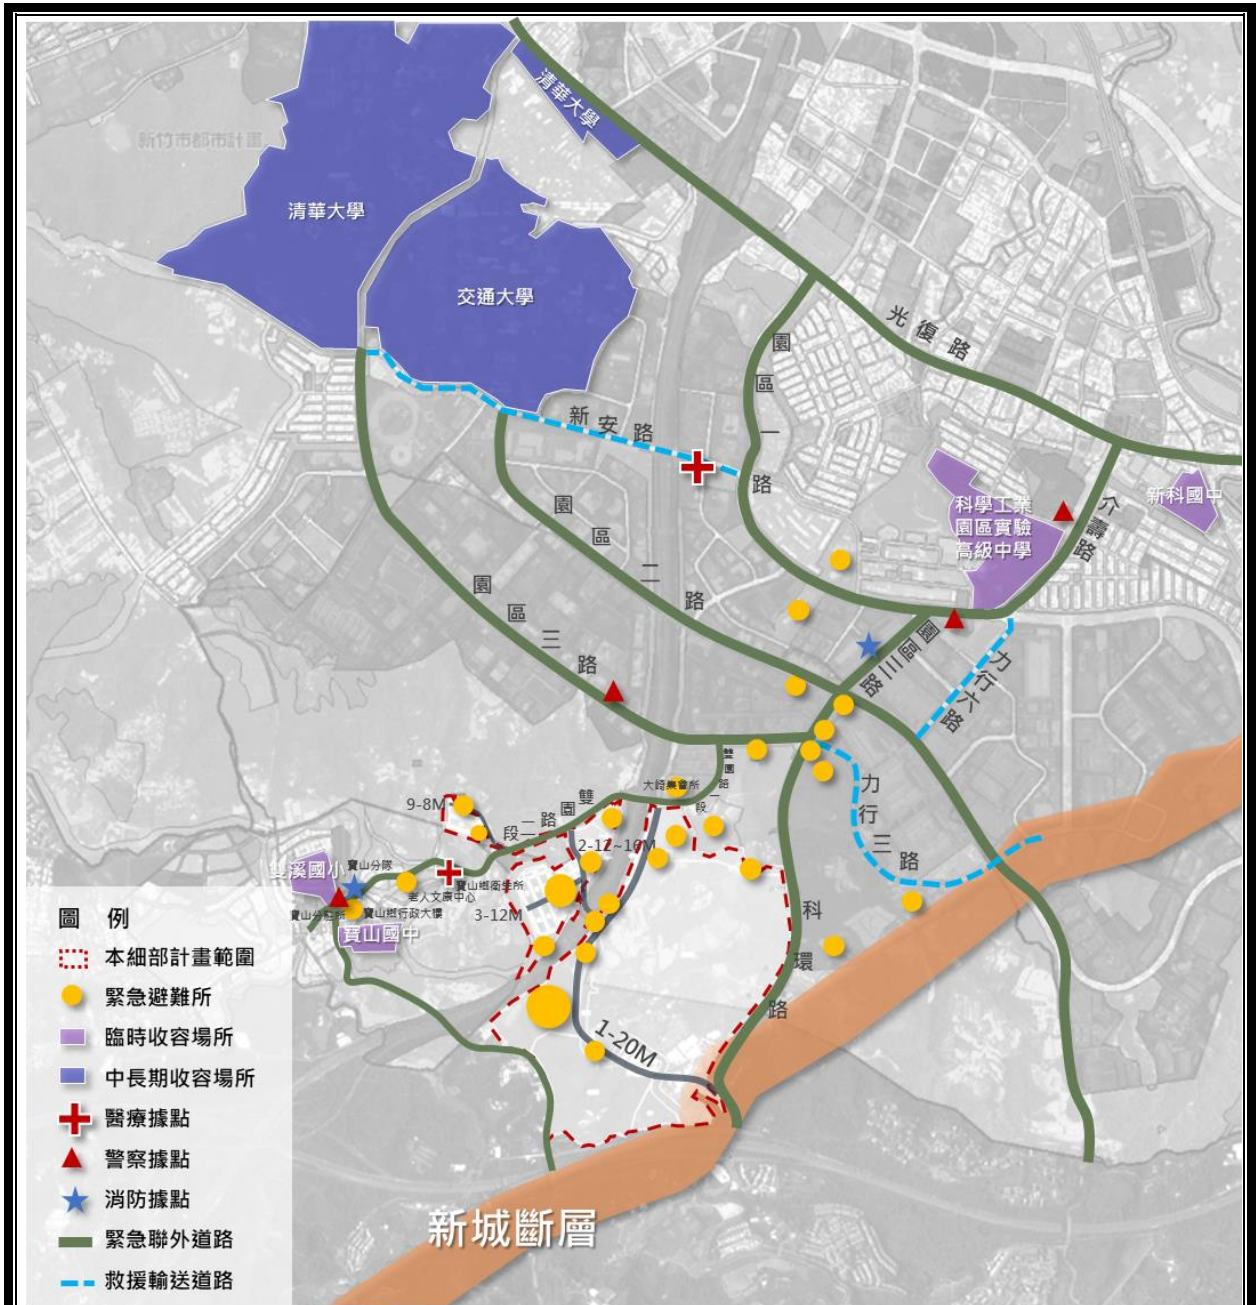 清華大學
新竹市都市計畫
清華大學
交通大學
光復路
園區一路
新安路
科學工業
園區實驗
高級中學
新科國中
介壽路
園區二路
園區三路
園區三路
力行六路
雙園路一段
大崎集會所
力行三路
9-8M
雙園路二段
2-12~16M
雙溪國小
寶山分隊
寶山鄉衛生所
老人文康中心
3-12M
寶山鄉行政大樓
寶山國中
科環路
1-20M
新城斷層
圖 例
本細部計畫範圍
緊急避難所
臨時收容場所
中長期收容場所
醫療據點
警察據點
消防據點
緊急聯外道路
救援輸送道路